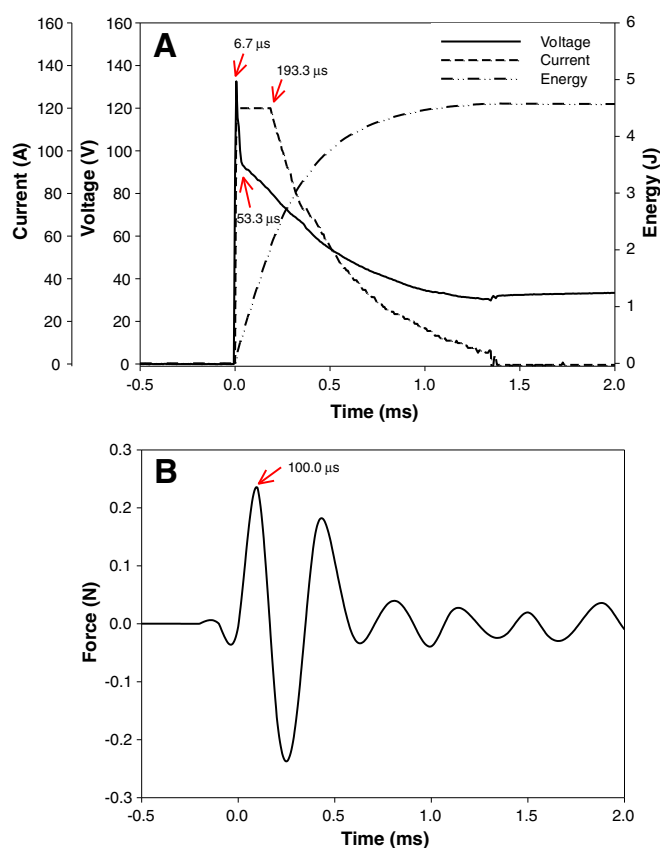 A
6.7 μs
193.3 μs
53.3 μs
Voltage
Current
Energy
Current (A)
160
140
120
100
80
60
40
20
0
Voltage (V)
160
140
120
100
80
60
40
20
0
Energy (J)
6
5
4
3
2
1
0
-0.5 0.0 0.5 1.0 1.5 2.0
Time (ms)
B
100.0 μs
Force (N)
0.3
0.2
0.1
0.0
-0.1
-0.2
-0.3
-0.5 0.0 0.5 1.0 1.5 2.0
Time (ms)